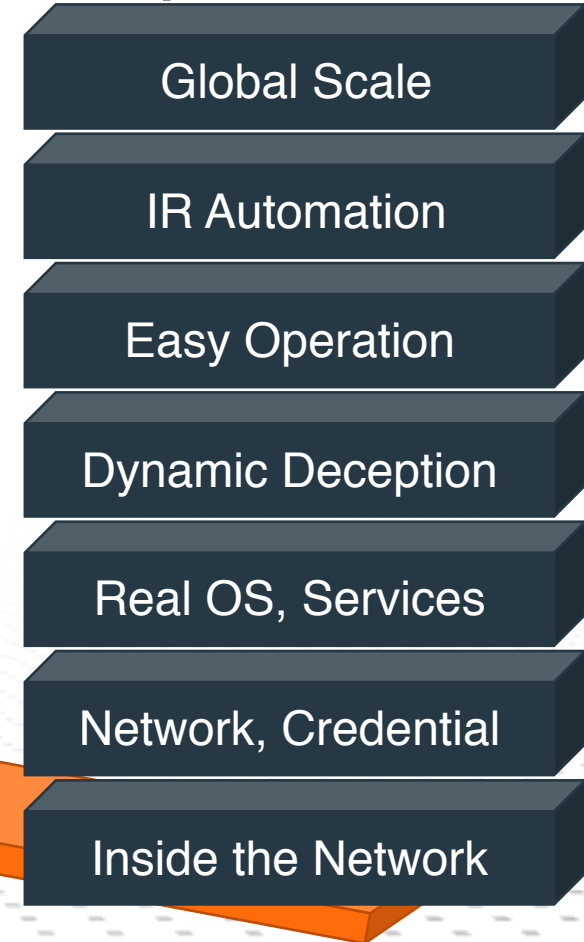 Global Scale
IR Automation
Easy Operation
Dynamic Deception
Real OS, Services
Network, Credential
Inside the Network